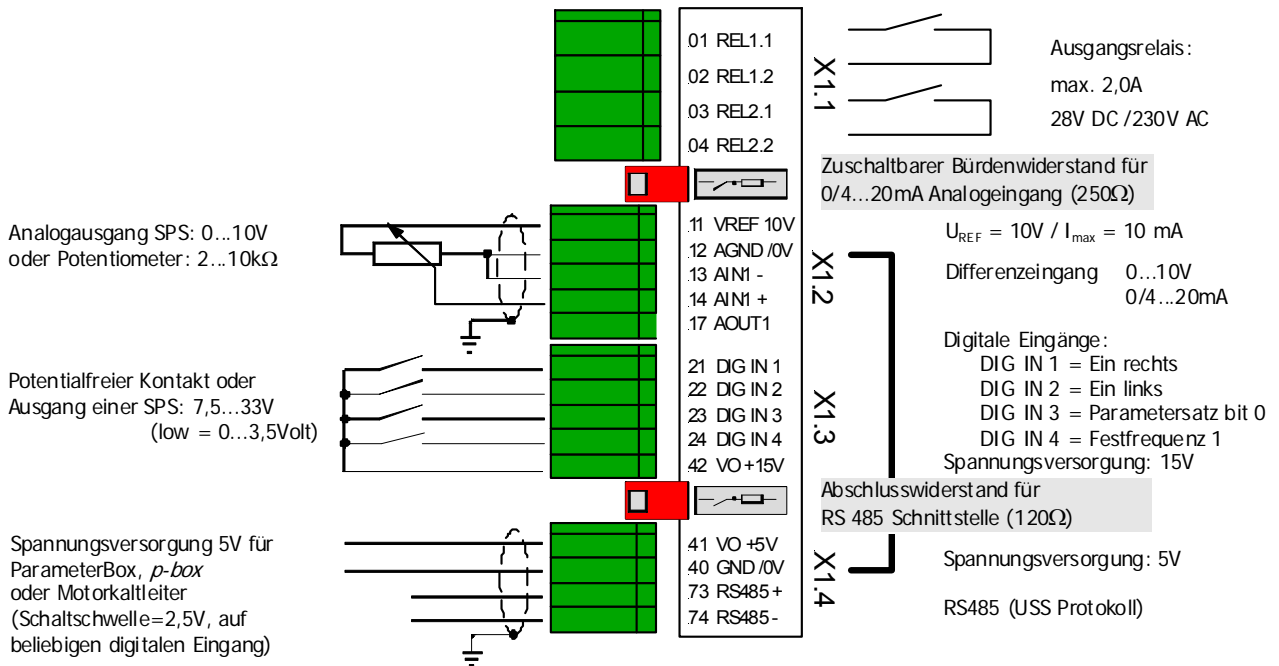 01 REL1.1
02 REL1.2
03 REL2.1
04 REL2.2
X1.1
Ausgangsrelais:
max. 2,0A
28V DC /230V AC
Zuschaltbarer Bürdenwiderstand für
0/4...20mA Analogeingang (250Ω)
Analogausgang SPS: 0...10V
oder Potentiometer: 2...10kΩ
11 VREF 10V
12 AGND /0V
13 AIN1 -
14 AIN1 +
17 AOUT1
X1.2
UREF = 10V / Imax = 10 mA
Differenzeingang 0...10V
0/4...20mA
Potentialfreier Kontakt oder
Ausgang einer SPS: 7,5...33V
(low = 0...3,5Volt)
21 DIG IN 1
22 DIG IN 2
23 DIG IN 3
24 DIG IN 4
42 VO +15V
X1.3
Digitale Eingänge:
DIG IN 1 = Ein rechts
DIG IN 2 = Ein links
DIG IN 3 = Parametersatz bit 0
DIG IN 4 = Festfrequenz 1
Spannungsversorgung: 15V
Abschlusswiderstand für
RS 485 Schnittstelle (120Ω)
Spannungsversorgung 5V für
ParameterBox, p-box
oder Motorkaltleiter
(Schaltschwelle=2,5V, auf
beliebigen digitalen Eingang)
41 VO +5V
40 GND /0V
73 RS485 +
74 RS485 -
X1.4
Spannungsversorgung: 5V
RS485 (USS Protokoll)